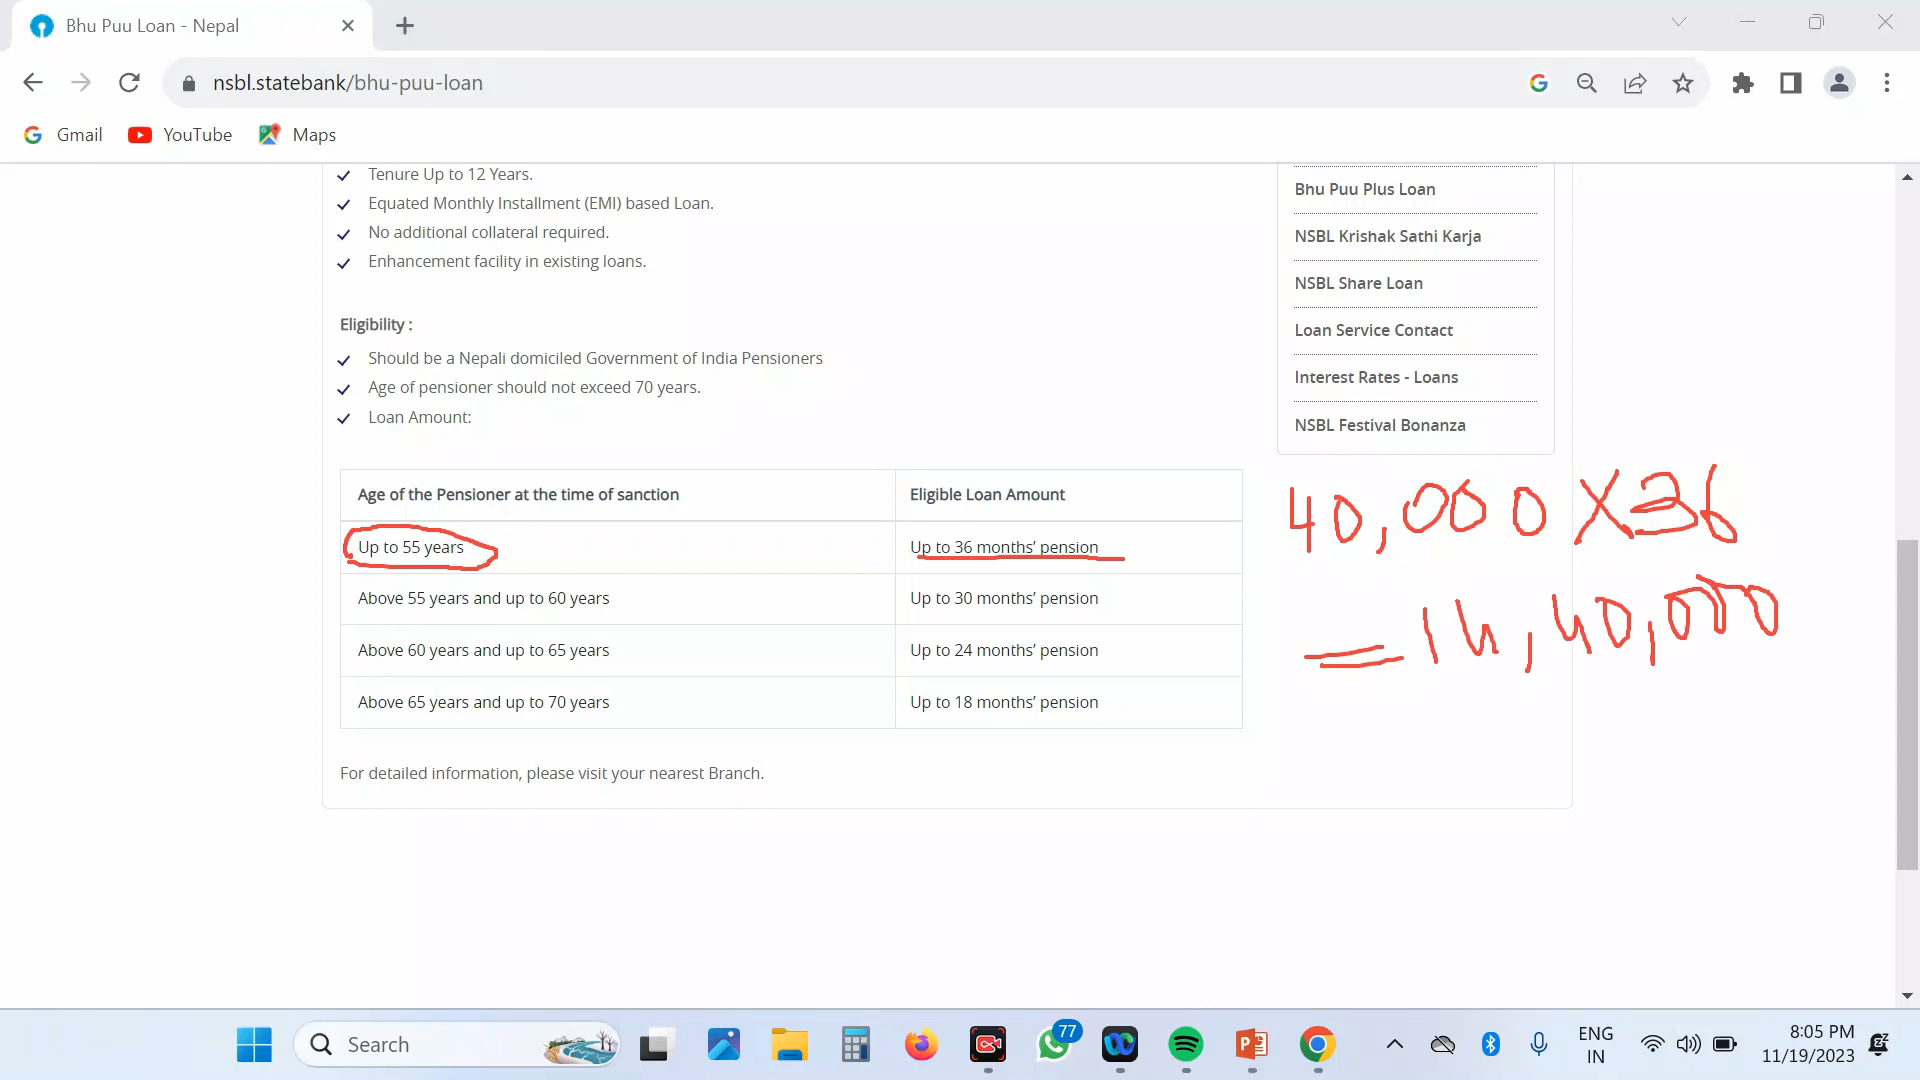 Bhu Puu Loan - Nepal
nsbl.statebank/bhu-puu-loan
Gmail YouTube Maps
Tenure Up to 12 Years.
Equated Monthly Installment (EMI) based Loan.
No additional collateral required.
Enhancement facility in existing loans.
Eligibility :
Should be a Nepali domiciled Government of India Pensioners
Age of pensioner should not exceed 70 years.
Loan Amount:
Age of the Pensioner at the time of sanction Eligible Loan Amount
Up to 55 years Up to 36 months’ pension
Above 55 years and up to 60 years Up to 30 months’ pension
Above 60 years and up to 65 years Up to 24 months’ pension
Above 65 years and up to 70 years Up to 18 months’ pension
For detailed information, please visit your nearest Branch.
Bhu Puu Plus Loan
NSBL Krishak Sathi Karja
NSBL Share Loan
Loan Service Contact
Interest Rates - Loans
NSBL Festival Bonanza
40,000 X 36
= 14,40,000
Search
77
ENG
IN
8:05 PM
11/19/2023